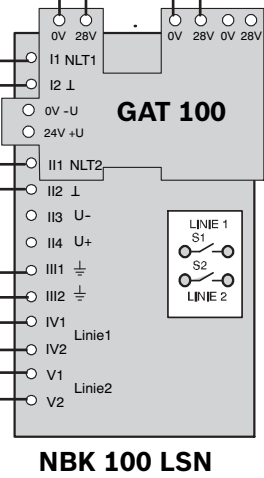 0V 28V 0V 28V 0V 28V
I1 NLT1
I2 ⊥
0V -U
GAT 100
24V +U
II1 NLT2
II2 ⊥
II3 U-
II4 U+
LINIE 1
S1
S2
LINIE 2
III1 ⏚
III2 ⏚
IV1
Linie1
IV2
V1
Linie2
V2
NBK 100 LSN